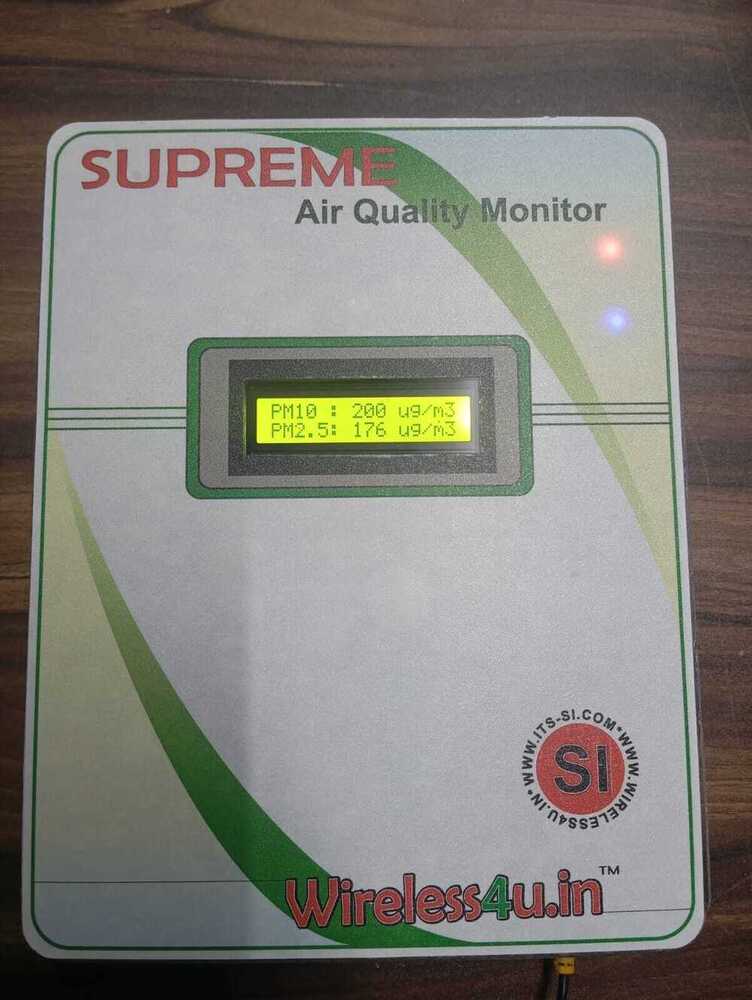 SUPREME
Air Quality Monitor
PM10 : 200 ug/m3
PM2.5: 176 ug/m3
WWW.ITS-SI.COM•WWW.WIRELESS4U.IN•
SI
Wireless4u.in™